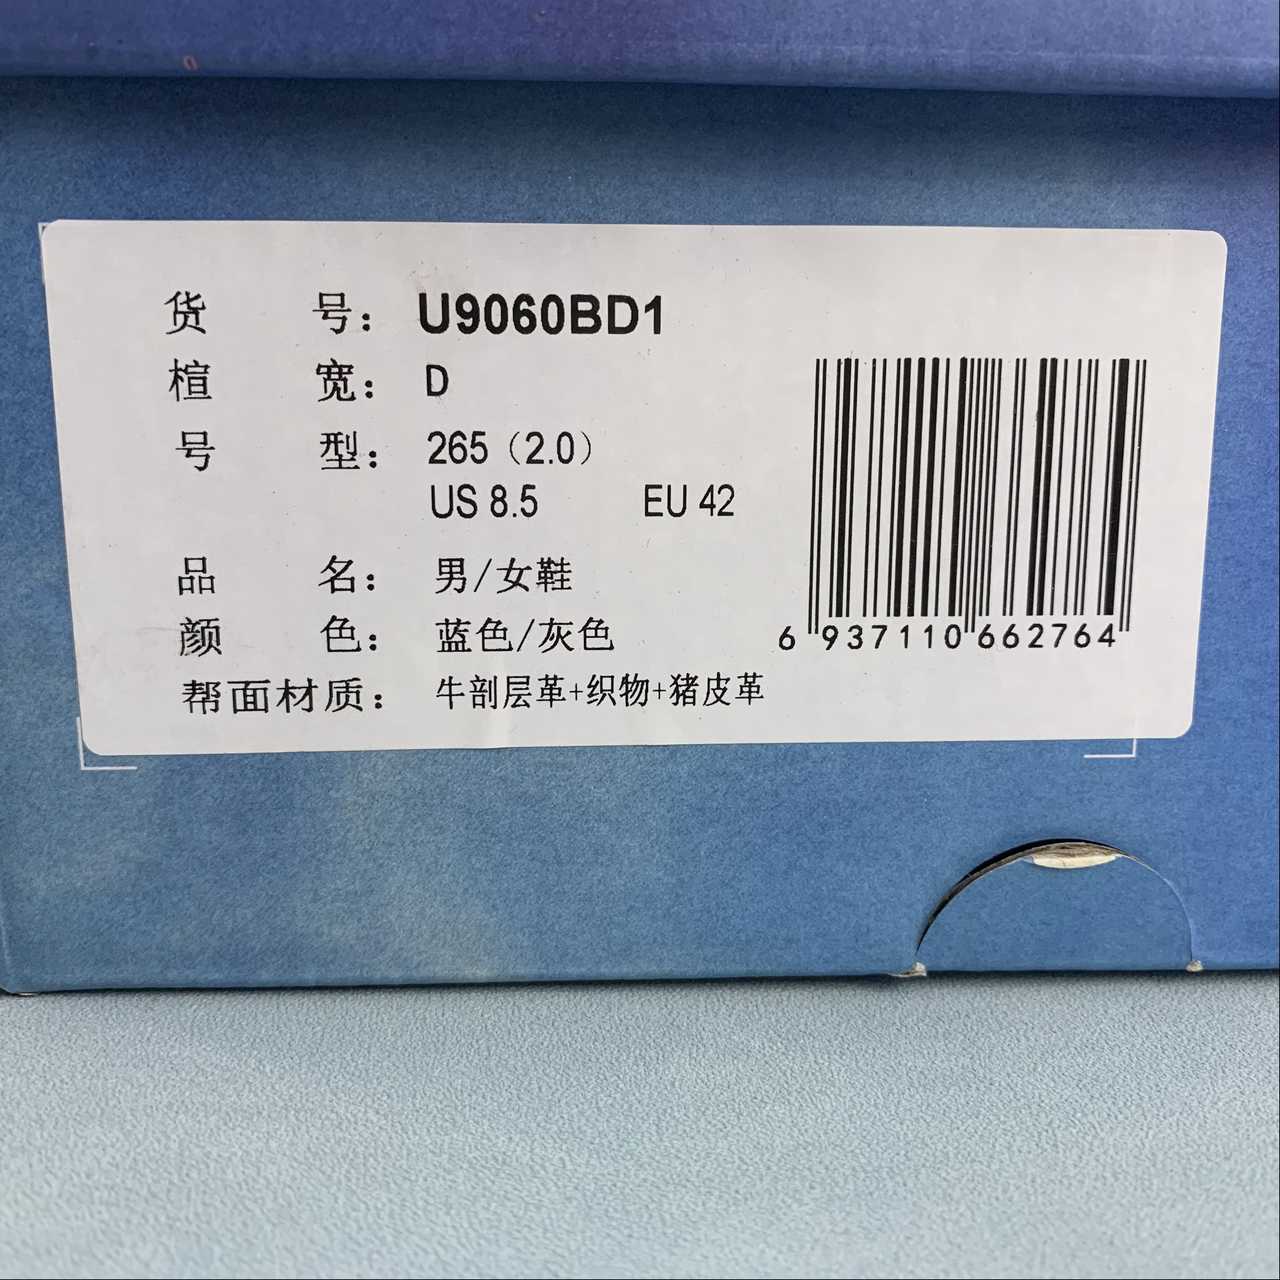 货号：U9060BD1
楦宽：D
号型：265（2.0）
US 8.5 EU 42
品名：男/女鞋
颜色：蓝色/灰色
帮面材质：牛剖层革+织物+猪皮革
6 937110 662764